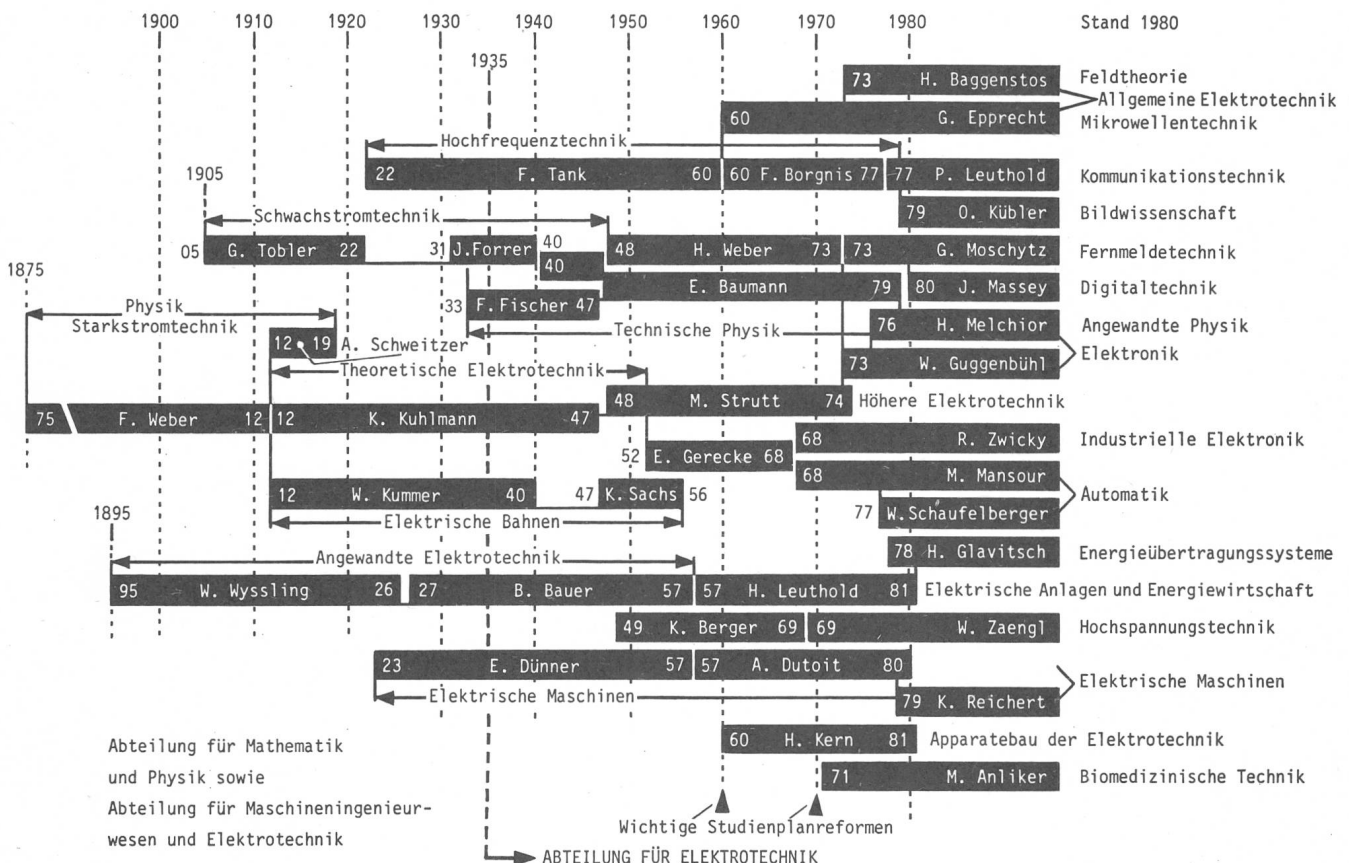 1900 1910 1920 1930 1940 1950 1960 1970 1980 Stand 1980
1935
73 H. Baggenstos Feldtheorie
Allgemeine Elektrotechnik
60 G. Epprecht Mikrowellentechnik
Hochfrequenztechnik
22 F. Tank 60 60 F. Borgnis 77 77 P. Leuthold Kommunikationstechnik
1905
Schwachstromtechnik
79 O. Kübler Bildwissenschaft
05 G. Tobler 22 31 J.Forrer 40 48 H. Weber 73 73 G. Moschytz Fernmeldetechnik
40
1875
E. Baumann 79 80 J. Massey Digitaltechnik
Physik
33 F. Fischer 47
Starkstromtechnik
Technische Physik
76 H. Melchior Angewandte Physik
12 19 A. Schweitzer
Elektronik
73 W. Guggenbühl
Theoretische Elektrotechnik
48 M. Strutt 74 Höhere Elektrotechnik
75 F. Weber 12 12 K. Kuhlmann 47
68 R. Zwicky Industrielle Elektronik
52 E. Gerecke 68
68 M. Mansour
12 W. Kummer 40 47 K. Sachs 56
Automatik
77 W.Schaufelberger
1895
Elektrische Bahnen
Angewandte Elektrotechnik
78 H. Glavitsch Energieübertragungssysteme
95 W. Wyssling 26 27 B. Bauer 57 57 H. Leuthold 81 Elektrische Anlagen und Energiewirtschaft
49 K. Berger 69 69 W. Zaengl Hochspannungstechnik
23 E. Dünner 57 57 A. Dutoit 80
Elektrische Maschinen
Elektrische Maschinen
79 K. Reichert
60 H. Kern 81 Apparatebau der Elektrotechnik
Abteilung für Mathematik
und Physik sowie
71 M. Anliker Biomedizinische Technik
Abteilung für Maschineningenieur-
Wichtige Studienplanreformen
wesen und Elektrotechnik
ABTEILUNG FÜR ELEKTROTECHNIK